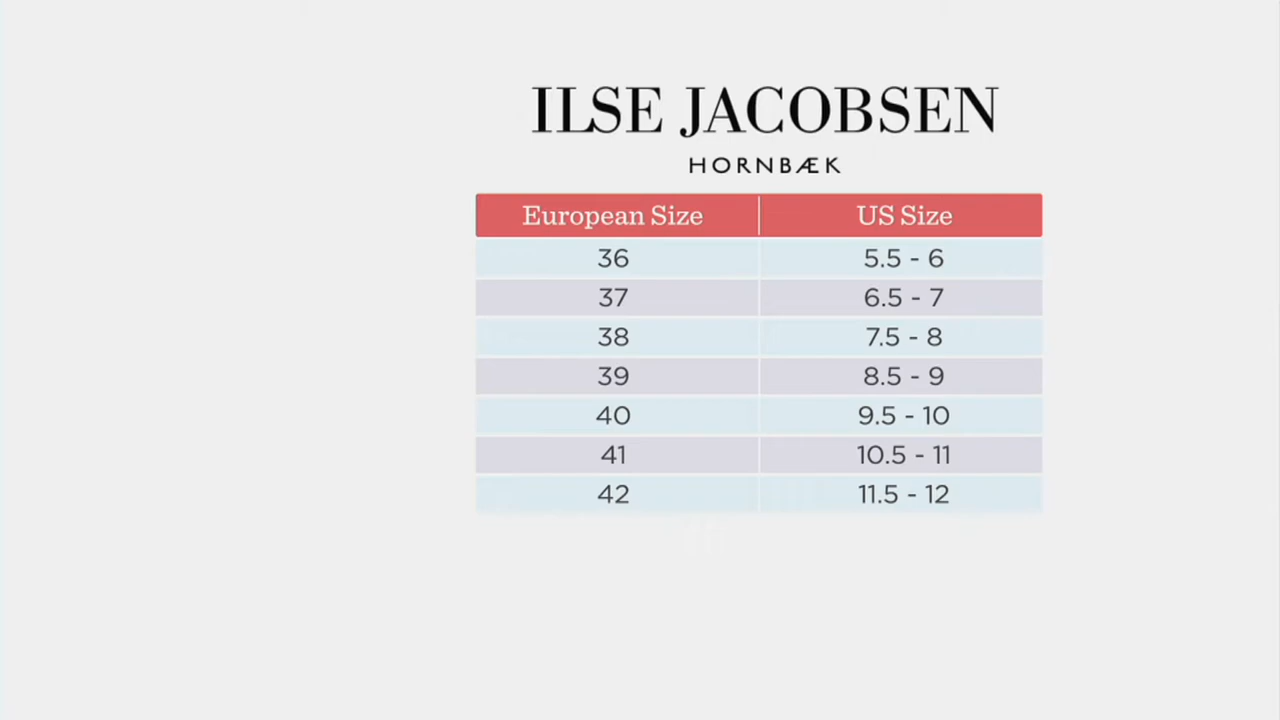 ILSE JACOBSEN
HORNBÆK
European Size US Size
36 5.5 - 6
37 6.5 - 7
38 7.5 - 8
39 8.5 - 9
40 9.5 - 10
41 10.5 - 11
42 11.5 - 12